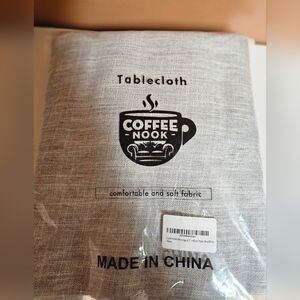 Tablecloth
COFFEE
NOOK
comfortable and soft fabric
MADE IN CHINA